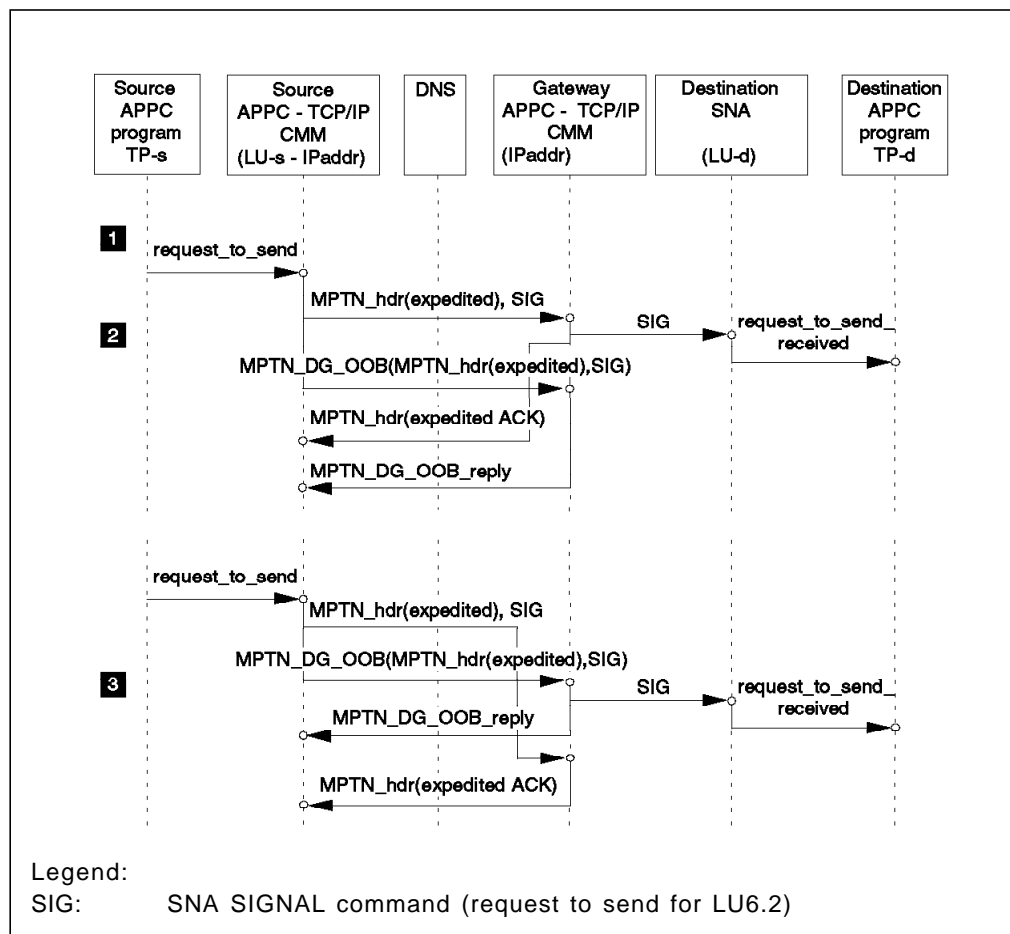 Source
APPC
program
TP-s
Source
APPC - TCP/IP
CMM
(LU-s - IPaddr)
DNS
Gateway
APPC - TCP/IP
CMM
(IPaddr)
Destination
SNA
(LU-d)
Destination
APPC
program
TP-d
1
request_to_send
MPTN_hdr(expedited), SIG
2
SIG
request_to_send_
received
MPTN_DG_OOB(MPTN_hdr(expedited),SIG)
MPTN_hdr(expedited ACK)
MPTN_DG_OOB_reply
request_to_send
MPTN_hdr(expedited), SIG
MPTN_DG_OOB(MPTN_hdr(expedited),SIG)
3
SIG
request_to_send_
received
MPTN_DG_OOB_reply
MPTN_hdr(expedited ACK)
Legend:
SIG: SNA SIGNAL command (request to send for LU6.2)